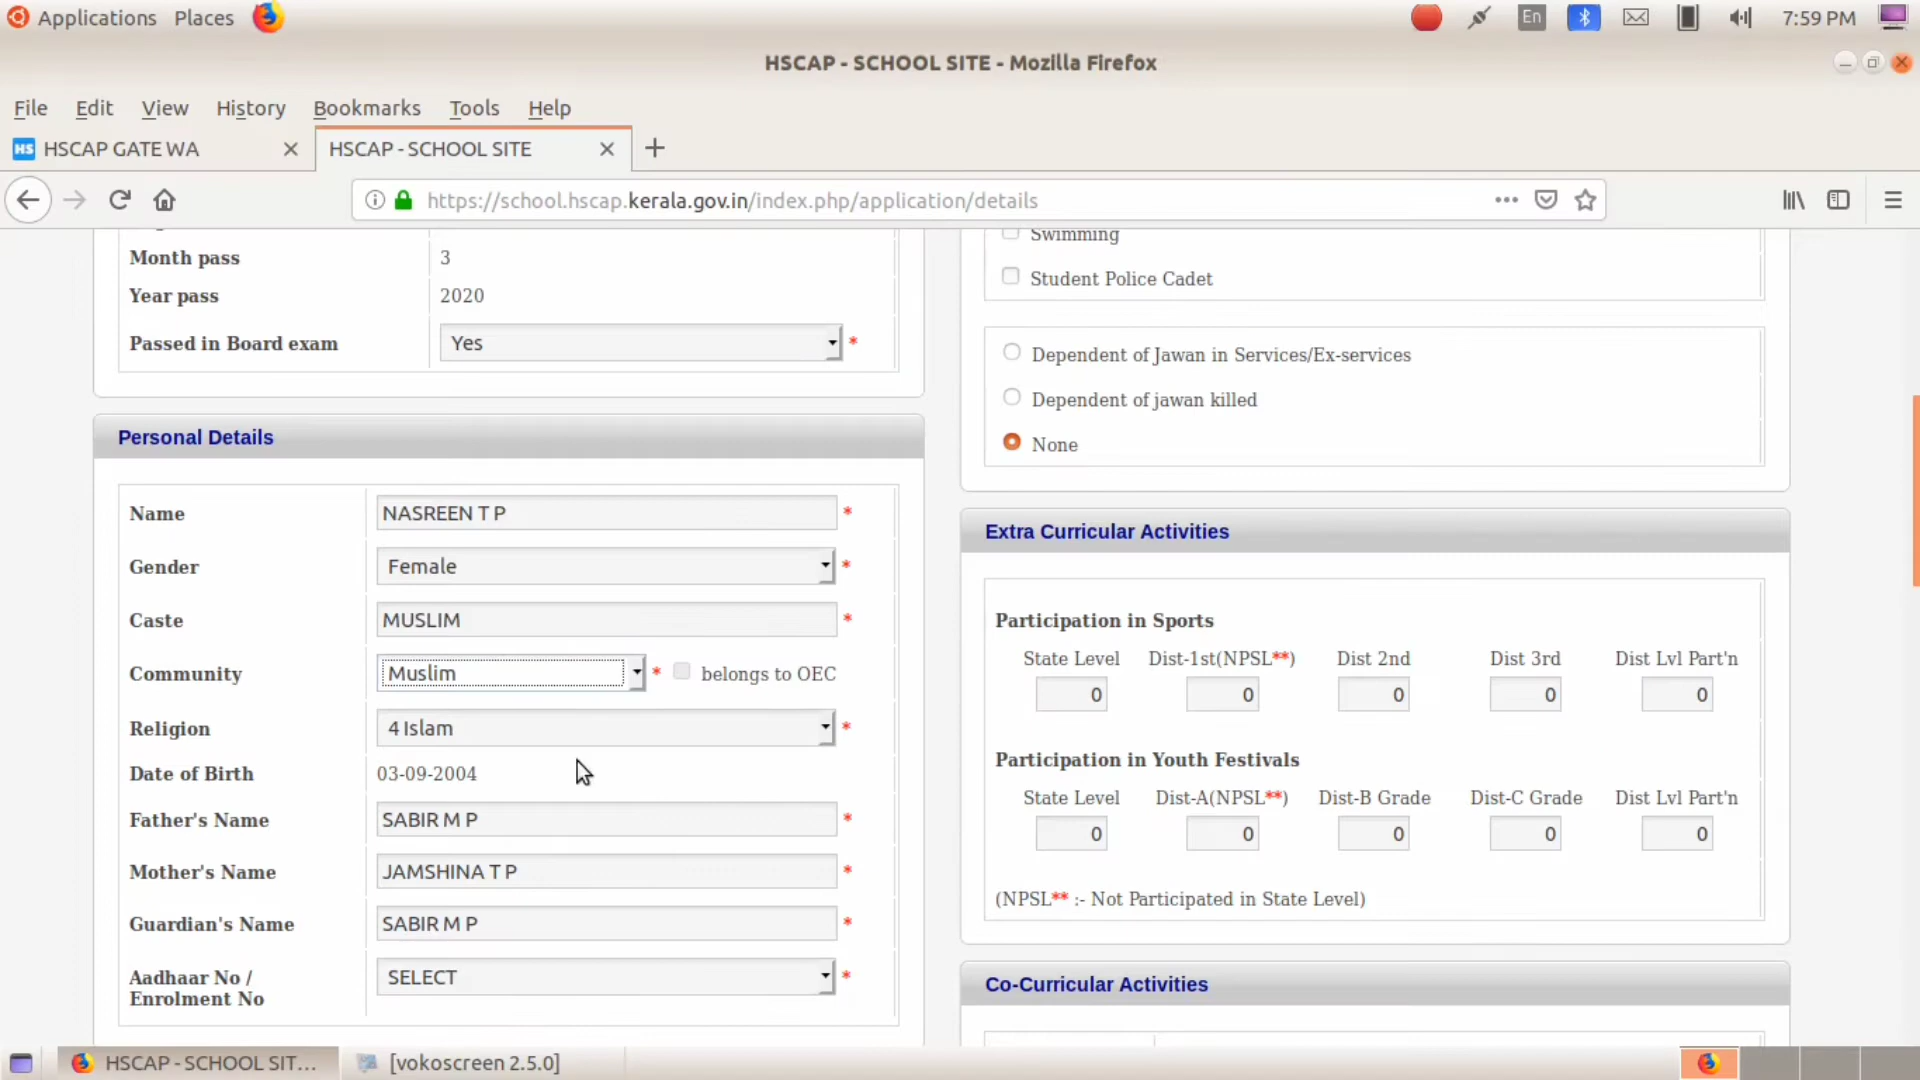 Applications Places
En
7:59 PM
HSCAP - SCHOOL SITE - Mozilla Firefox
File Edit View History Bookmarks Tools Help
HS HSCAP GATE WA
HSCAP - SCHOOL SITE
https://school.hscap.kerala.gov.in/index.php/application/details
Month pass 3
Year pass 2020
Passed in Board exam Yes *
Personal Details
Name NASREEN T P *
Gender Female *
Caste MUSLIM *
Community Muslim * belongs to OEC
Religion 4 Islam *
Date of Birth 03-09-2004
Father's Name SABIR M P *
Mother's Name JAMSHINA T P *
Guardian's Name SABIR M P *
Aadhaar No / SELECT *
Enrolment No
Swimming
Student Police Cadet
Dependent of Jawan in Services/Ex-services
Dependent of jawan killed
None
Extra Curricular Activities
Participation in Sports
State Level Dist-1st(NPSL**) Dist 2nd Dist 3rd Dist Lvl Part'n
0 0 0 0 0
Participation in Youth Festivals
State Level Dist-A(NPSL**) Dist-B Grade Dist-C Grade Dist Lvl Part'n
0 0 0 0 0
(NPSL** :- Not Participated in State Level)
Co-Curricular Activities
HSCAP - SCHOOL SIT... [vokoscreen 2.5.0]